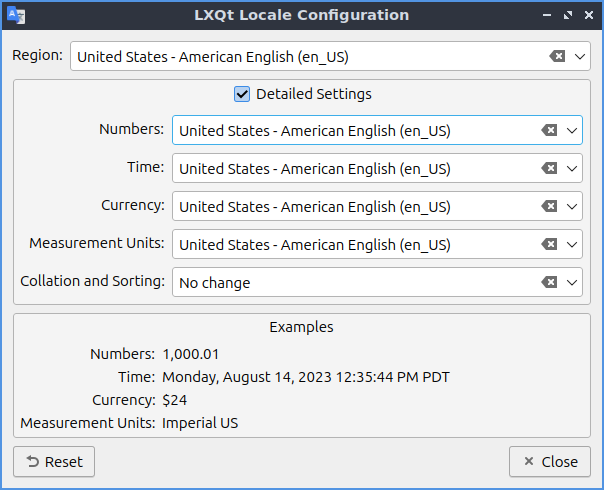 LXQt Locale Configuration
Region: United States - American English (en_US)
Detailed Settings
Numbers: United States - American English (en_US)
Time: United States - American English (en_US)
Currency: United States - American English (en_US)
Measurement Units: United States - American English (en_US)
Collation and Sorting: No change
Examples
Numbers: 1,000.01
Time: Monday, August 14, 2023 12:35:44 PM PDT
Currency: $24
Measurement Units: Imperial US
Reset Close